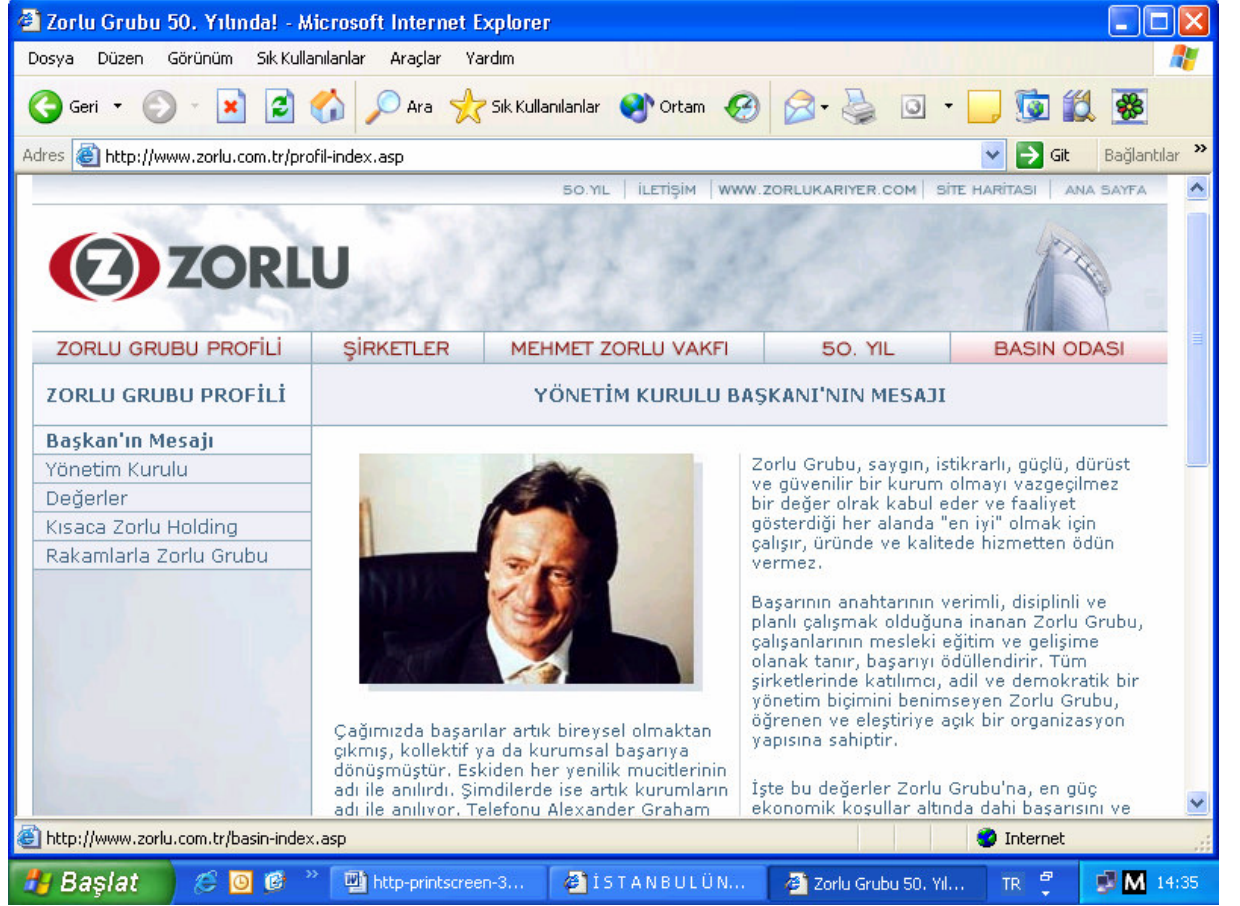 Zorlu Grubu 50. Yılında! - Microsoft Internet Explorer
Dosya Düzen Görünüm Sık Kullanılanlar Araçlar Yardım
Geri Ara Sık Kullanılanlar Ortam
Adres http://www.zorlu.com.tr/profil-index.asp Git Bağlantılar »
50.YIL | İLETİŞİM | WWW.ZORLUKARIYER.COM | SİTE HARİTASI | ANA SAYFA
Z ZORLU
ZORLU GRUBU PROFİLİ ŞİRKETLER MEHMET ZORLU VAKFI 50. YIL BASIN ODASI
ZORLU GRUBU PROFİLİ
YÖNETİM KURULU BAŞKANI'NIN MESAJI
Başkan'ın Mesajı
Yönetim Kurulu
Değerler
Kısaca Zorlu Holding
Rakamlarla Zorlu Grubu
Çağımızda başarılar artık bireysel olmaktan
çıkmış, kollektif ya da kurumsal başarıya
dönüşmüştür. Eskiden her yenilik mucitlerinin
adı ile anılırdı. Şimdilerde ise artık kurumların
adı ile anılıyor. Telefonu Alexander Graham
Zorlu Grubu, saygın, istikrarlı, güçlü, dürüst
ve güvenilir bir kurum olmayı vazgeçilmez
bir değer olrak kabul eder ve faaliyet
gösterdiği her alanda "en iyi" olmak için
çalışır, üründe ve kalitede hizmetten ödün
vermez.
Başarının anahtarının verimli, disiplinli ve
planlı çalışmak olduğuna inanan Zorlu Grubu,
çalışanlarının mesleki eğitim ve gelişime
olanak tanır, başarıyı ödüllendirir. Tüm
şirketlerinde katılımcı, adil ve demokratik bir
yönetim biçimini benimseyen Zorlu Grubu,
öğrenen ve eleştiriye açık bir organizasyon
yapısına sahiptir.
İşte bu değerler Zorlu Grubu'na, en güç
ekonomik koşullar altında dahi başarısını ve
http://www.zorlu.com.tr/basin-index.asp Internet
Başlat » http-printscreen-3... İ S T A N B U L Ü N... Zorlu Grubu 50. Yıl... TR M 14:35